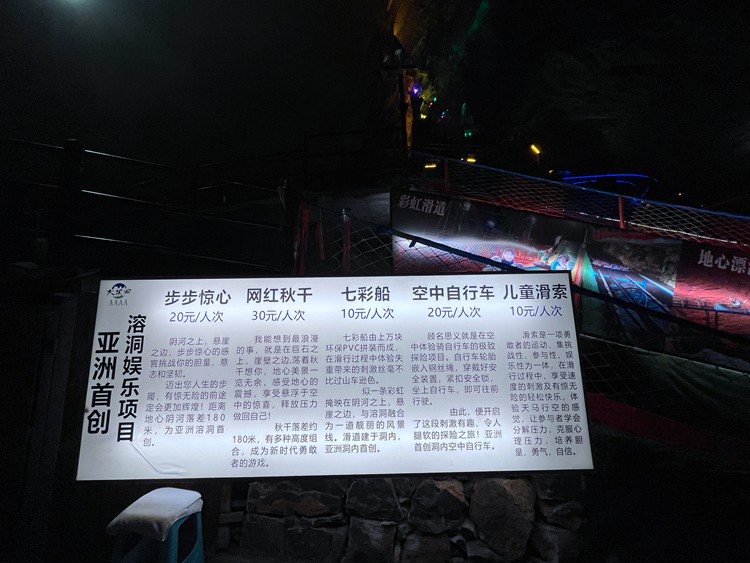 彩虹滑道
地心漂
AAAA
亚洲首创
溶洞娱乐项目
步步惊心
20元/人次
阴河之上，悬崖
之边，步步惊心的感
官挑战你的胆量、意
志和坚韧。
迈出您人生的步
履，有惊无险的前途
定会更加辉煌！距离
地心阴河落差180
米，为亚洲溶洞首
创。
网红秋千
30元/人次
我能想到最浪漫
的事，就是在巨石之
上，崖壁之边，荡着秋
千想你，地心美景一
览无余，感受地心的
震撼，享受悬浮于空
中的惊喜，释放压力
做回自己！
秋千落差约
180米，有多种高度组
合，成为新时代勇敢
者的游戏。
七彩船
10元/人次
七彩船由上万块
环保PVC拼装而成，
在滑行过程中体验失
重带来的刺激丝毫不
比过山车逊色。
似一条彩虹
掩映在阴河之上，悬
崖之边，与溶洞融合
为一道靓丽的风景
线。滑道建于洞内，
亚洲洞内首创。
空中自行车
20元/人次
顾名思义就是在空
中体验骑自行车的极致
探险项目。自行车轮胎
嵌入钢丝绳，穿戴好安
全装置，紧扣安全锁，
坐上自行车，即可往前
行驶。
由此，便开启
了这段刺激有趣、令人
腿软的探险之旅！亚洲
首创洞内空中自行车。
儿童滑索
10元/人次
滑索是一项勇
敢者的运动，集挑
战性、参与性、娱
乐性为一体，在滑
行过程中，享受速
度的刺激及有惊无
险的轻松快乐。体
验天马行空的感
觉，让参与者学会
分解压力，克服心
理压力，培养胆
量、勇气，自信。